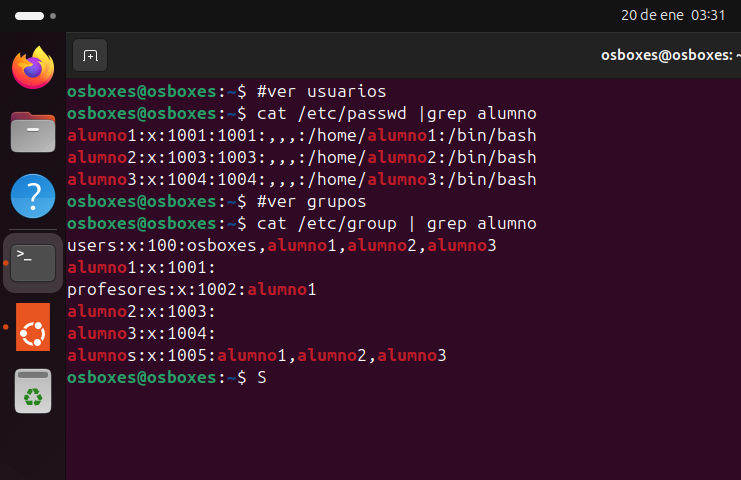 20 de ene 03:31
osboxes@osboxes: ~
osboxes@osboxes:~$ #ver usuarios
osboxes@osboxes:~$ cat /etc/passwd |grep alumno
alumno1:x:1001:1001:,,,:/home/alumno1:/bin/bash
alumno2:x:1003:1003:,,,:/home/alumno2:/bin/bash
alumno3:x:1004:1004:,,,:/home/alumno3:/bin/bash
osboxes@osboxes:~$ #ver grupos
osboxes@osboxes:~$ cat /etc/group | grep alumno
users:x:100:osboxes,alumno1,alumno2,alumno3
alumno1:x:1001:
profesores:x:1002:alumno1
alumno2:x:1003:
alumno3:x:1004:
alumnos:x:1005:alumno1,alumno2,alumno3
osboxes@osboxes:~$ S